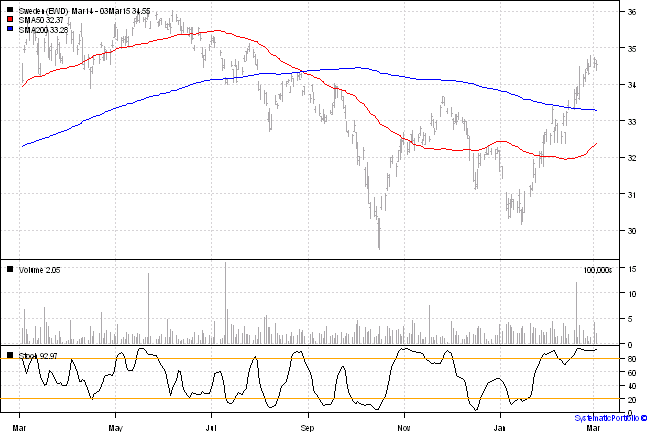 Sweden (EWD) Mar14 - 03Mar15 34.55
SMA50 32.37
SMA200 33.28
36
35
34
33
32
31
30
Volume 2.05
100,000s
15
10
5
0
Stoch 92.97
80
60
40
20
0
Mar May Jul Sep Nov Jan Mar
SystematicPortfolio ©